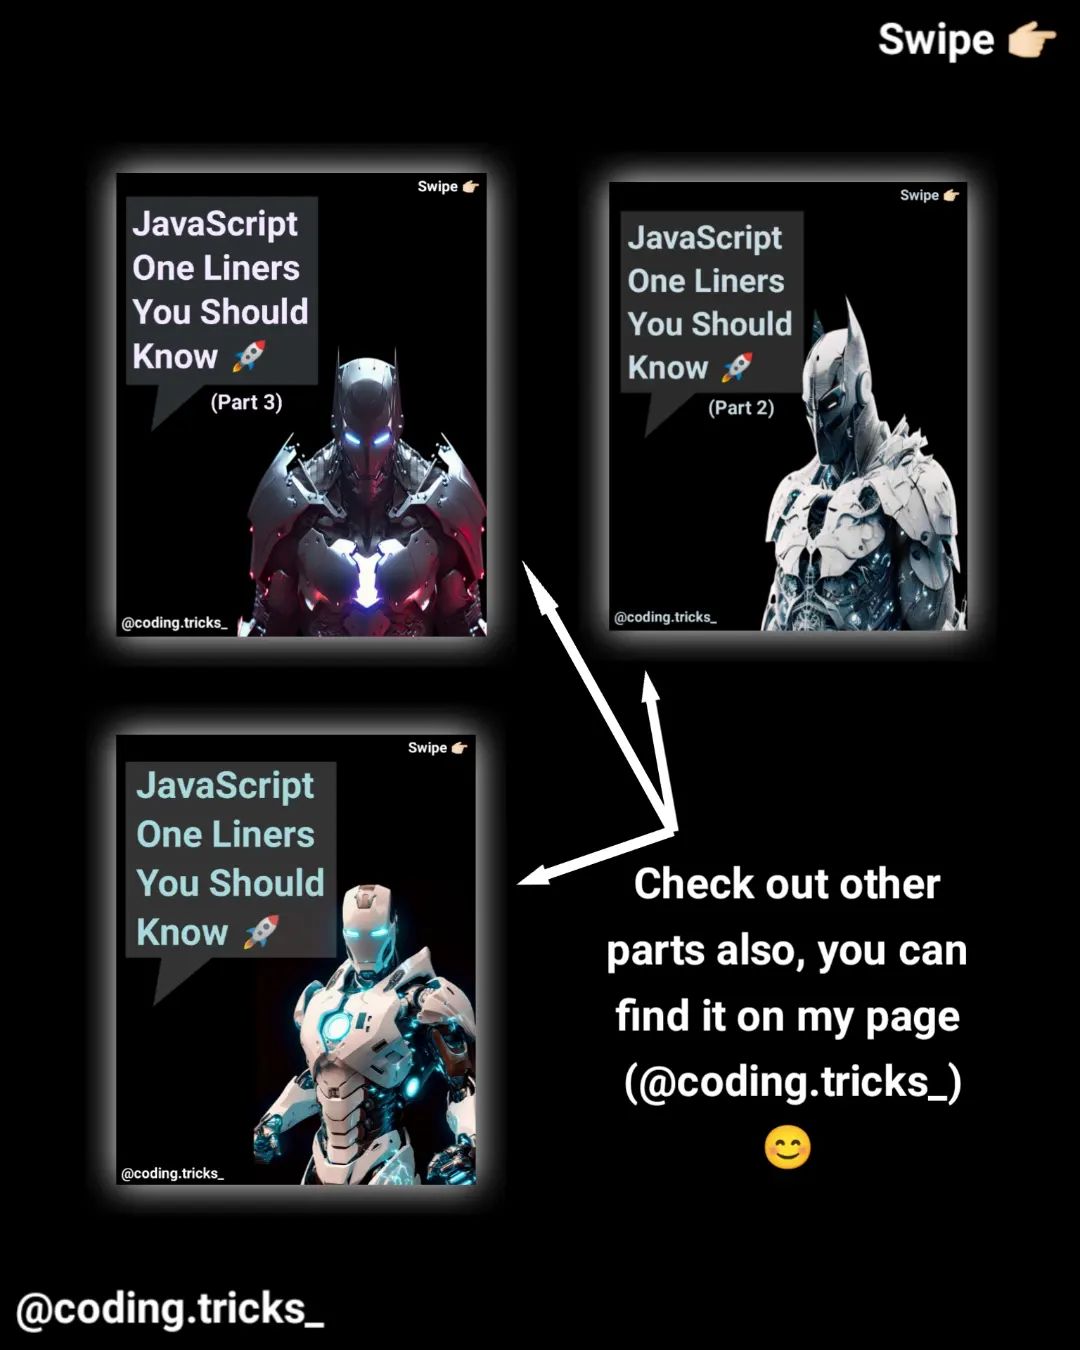 Swipe 👉🏻
Swipe 👉🏻
JavaScript
One Liners
You Should
Know 🚀
(Part 3)
@coding.tricks_
Swipe 👉🏻
JavaScript
One Liners
You Should
Know 🚀
(Part 2)
@coding.tricks_
Swipe 👉🏻
JavaScript
One Liners
You Should
Know 🚀
@coding.tricks_
Check out other
parts also, you can
find it on my page
(@coding.tricks_)
😊
@coding.tricks_